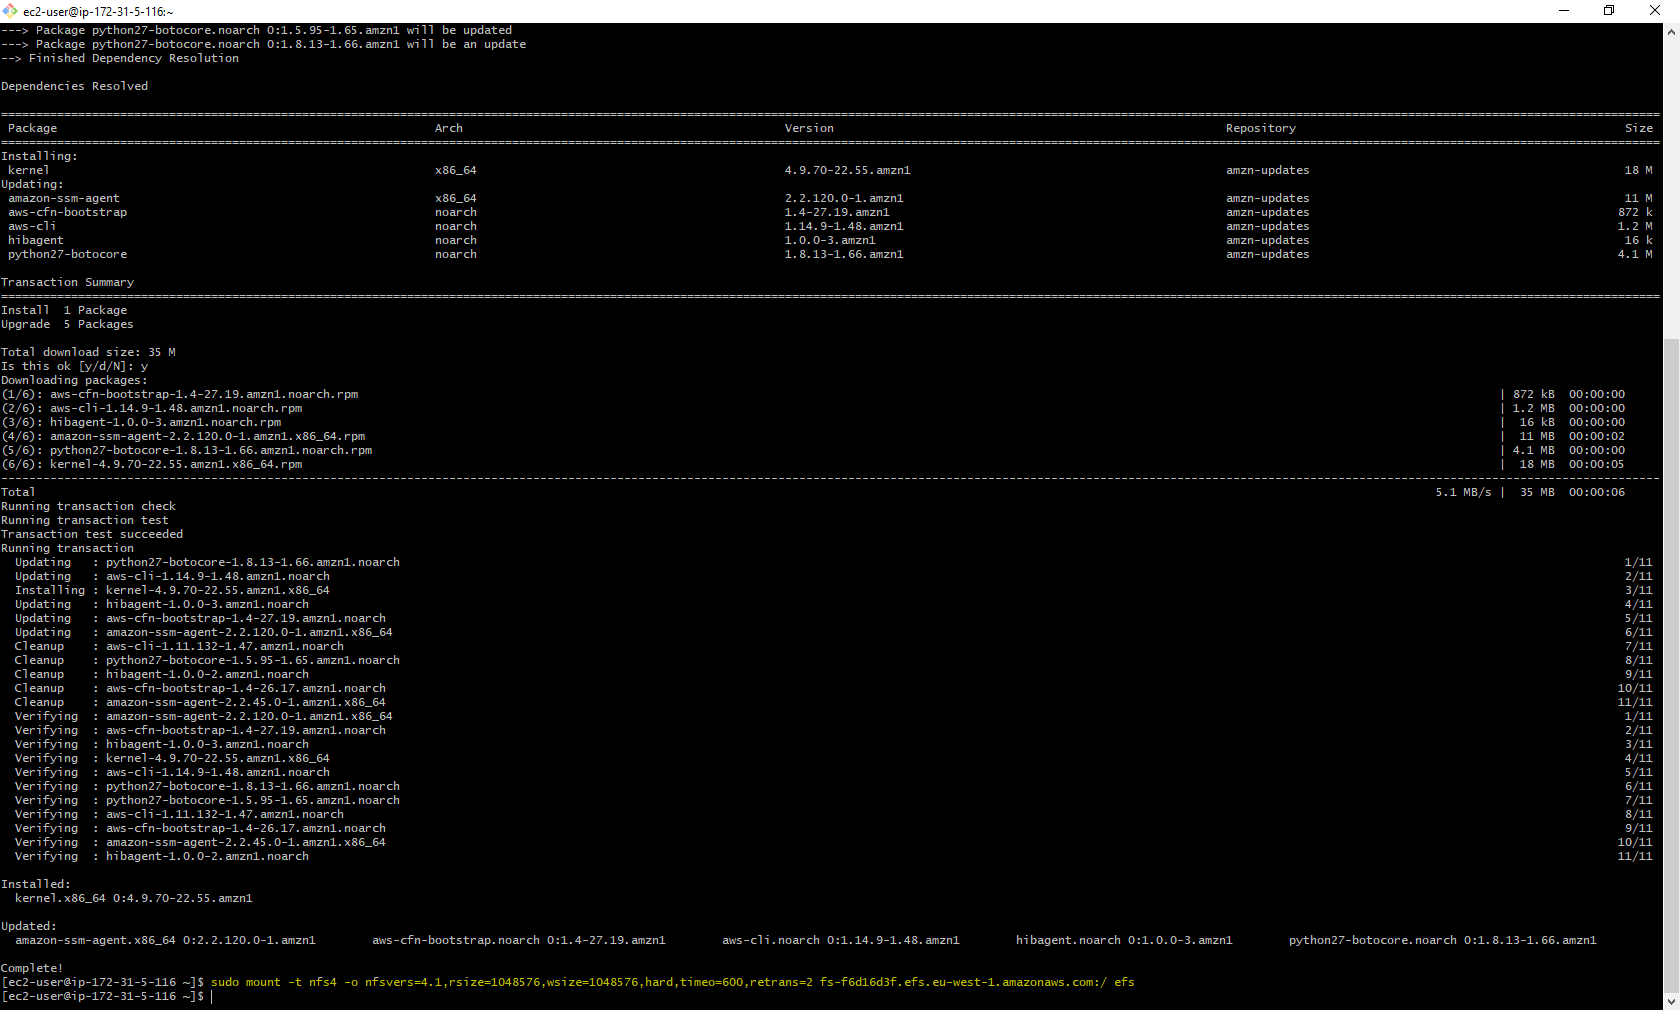 ec2-user@ip-172-31-5-116:~
---> Package python27-botocore.noarch 0:1.5.95-1.65.amzn1 will be updated
---> Package python27-botocore.noarch 0:1.8.13-1.66.amzn1 will be an update
--> Finished Dependency Resolution
Dependencies Resolved
Package Arch Version Repository Size
Installing:
kernel x86_64 4.9.70-22.55.amzn1 amzn-updates 18 M
Updating:
amazon-ssm-agent x86_64 2.2.120.0-1.amzn1 amzn-updates 11 M
aws-cfn-bootstrap noarch 1.4-27.19.amzn1 amzn-updates 872 k
aws-cli noarch 1.14.9-1.48.amzn1 amzn-updates 1.2 M
hibagent noarch 1.0.0-3.amzn1 amzn-updates 16 k
python27-botocore noarch 1.8.13-1.66.amzn1 amzn-updates 4.1 M
Transaction Summary
Install 1 Package
Upgrade 5 Packages
Total download size: 35 M
Is this ok [y/d/N]: y
Downloading packages:
(1/6): aws-cfn-bootstrap-1.4-27.19.amzn1.noarch.rpm | 872 kB 00:00:00
(2/6): aws-cli-1.14.9-1.48.amzn1.noarch.rpm | 1.2 MB 00:00:00
(3/6): hibagent-1.0.0-3.amzn1.noarch.rpm | 16 kB 00:00:00
(4/6): amazon-ssm-agent-2.2.120.0-1.amzn1.x86_64.rpm | 11 MB 00:00:02
(5/6): python27-botocore-1.8.13-1.66.amzn1.noarch.rpm | 4.1 MB 00:00:00
(6/6): kernel-4.9.70-22.55.amzn1.x86_64.rpm | 18 MB 00:00:05
Total 5.1 MB/s | 35 MB 00:00:06
Running transaction check
Running transaction test
Transaction test succeeded
Running transaction
Updating : python27-botocore-1.8.13-1.66.amzn1.noarch 1/11
Updating : aws-cli-1.14.9-1.48.amzn1.noarch 2/11
Installing : kernel-4.9.70-22.55.amzn1.x86_64 3/11
Updating : hibagent-1.0.0-3.amzn1.noarch 4/11
Updating : aws-cfn-bootstrap-1.4-27.19.amzn1.noarch 5/11
Updating : amazon-ssm-agent-2.2.120.0-1.amzn1.x86_64 6/11
Cleanup : aws-cli-1.11.132-1.47.amzn1.noarch 7/11
Cleanup : python27-botocore-1.5.95-1.65.amzn1.noarch 8/11
Cleanup : hibagent-1.0.0-2.amzn1.noarch 9/11
Cleanup : aws-cfn-bootstrap-1.4-26.17.amzn1.noarch 10/11
Cleanup : amazon-ssm-agent-2.2.45.0-1.amzn1.x86_64 11/11
Verifying : amazon-ssm-agent-2.2.120.0-1.amzn1.x86_64 1/11
Verifying : aws-cfn-bootstrap-1.4-27.19.amzn1.noarch 2/11
Verifying : hibagent-1.0.0-3.amzn1.noarch 3/11
Verifying : kernel-4.9.70-22.55.amzn1.x86_64 4/11
Verifying : aws-cli-1.14.9-1.48.amzn1.noarch 5/11
Verifying : python27-botocore-1.8.13-1.66.amzn1.noarch 6/11
Verifying : python27-botocore-1.5.95-1.65.amzn1.noarch 7/11
Verifying : aws-cli-1.11.132-1.47.amzn1.noarch 8/11
Verifying : aws-cfn-bootstrap-1.4-26.17.amzn1.noarch 9/11
Verifying : amazon-ssm-agent-2.2.45.0-1.amzn1.x86_64 10/11
Verifying : hibagent-1.0.0-2.amzn1.noarch 11/11
Installed:
kernel.x86_64 0:4.9.70-22.55.amzn1
Updated:
amazon-ssm-agent.x86_64 0:2.2.120.0-1.amzn1 aws-cfn-bootstrap.noarch 0:1.4-27.19.amzn1 aws-cli.noarch 0:1.14.9-1.48.amzn1 hibagent.noarch 0:1.0.0-3.amzn1 python27-botocore.noarch 0:1.8.13-1.66.amzn1
Complete!
[ec2-user@ip-172-31-5-116 ~]$ sudo mount -t nfs4 -o nfsvers=4.1,rsize=1048576,wsize=1048576,hard,timeo=600,retrans=2 fs-f6d16d3f.efs.eu-west-1.amazonaws.com:/ efs
[ec2-user@ip-172-31-5-116 ~]$